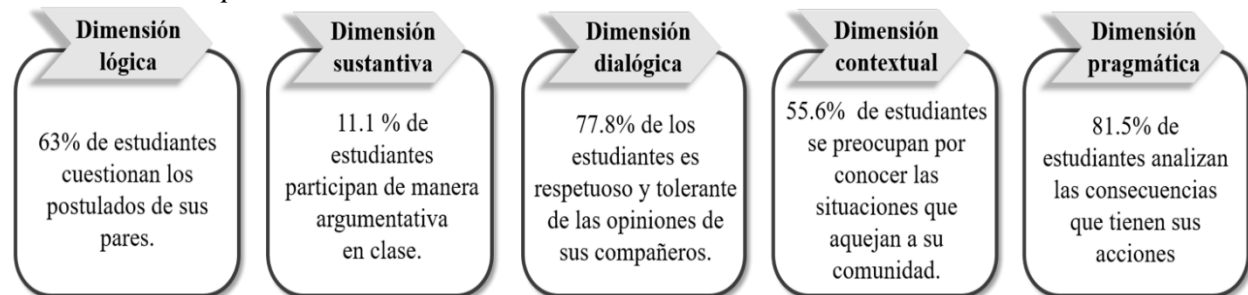 Dimensión
lógica
63% de estudiantes
cuestionan los
postulados de sus
pares.
Dimensión
sustantiva
11.1 % de
estudiantes
participan de manera
argumentativa
en clase.
Dimensión
dialógica
77.8% de los
estudiantes es
respetuoso y tolerante
de las opiniones de
sus compañeros.
Dimensión
contextual
55.6% de estudiantes
se preocupan por
conocer las
situaciones que
aquejan a su
comunidad.
Dimensión
pragmática
81.5% de
estudiantes analizan
las consecuencias
que tienen sus
acciones